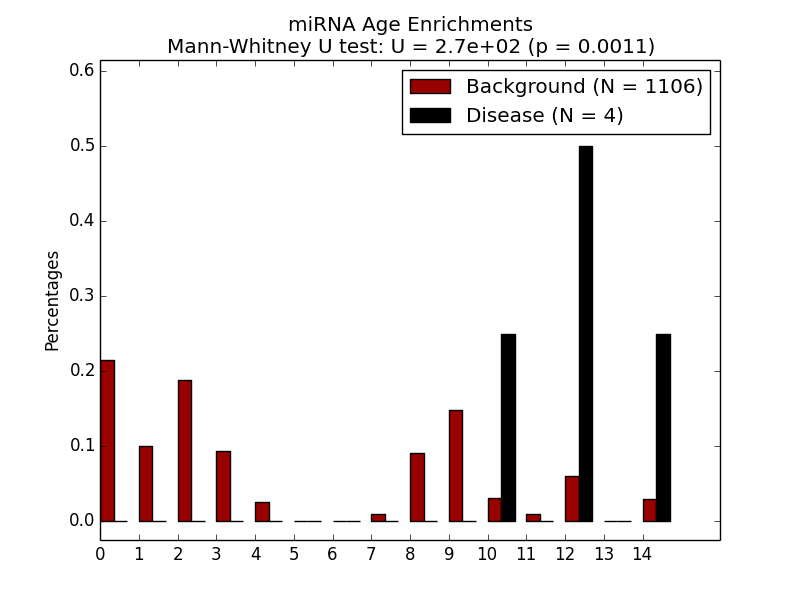 miRNA Age Enrichments
Mann-Whitney U test: U = 2.7e+02 (p = 0.0011)
Background (N = 1106)
Disease (N = 4)
Percentages
0.6
0.5
0.4
0.3
0.2
0.1
0.0
0 1 2 3 4 5 6 7 8 9 10 11 12 13 14